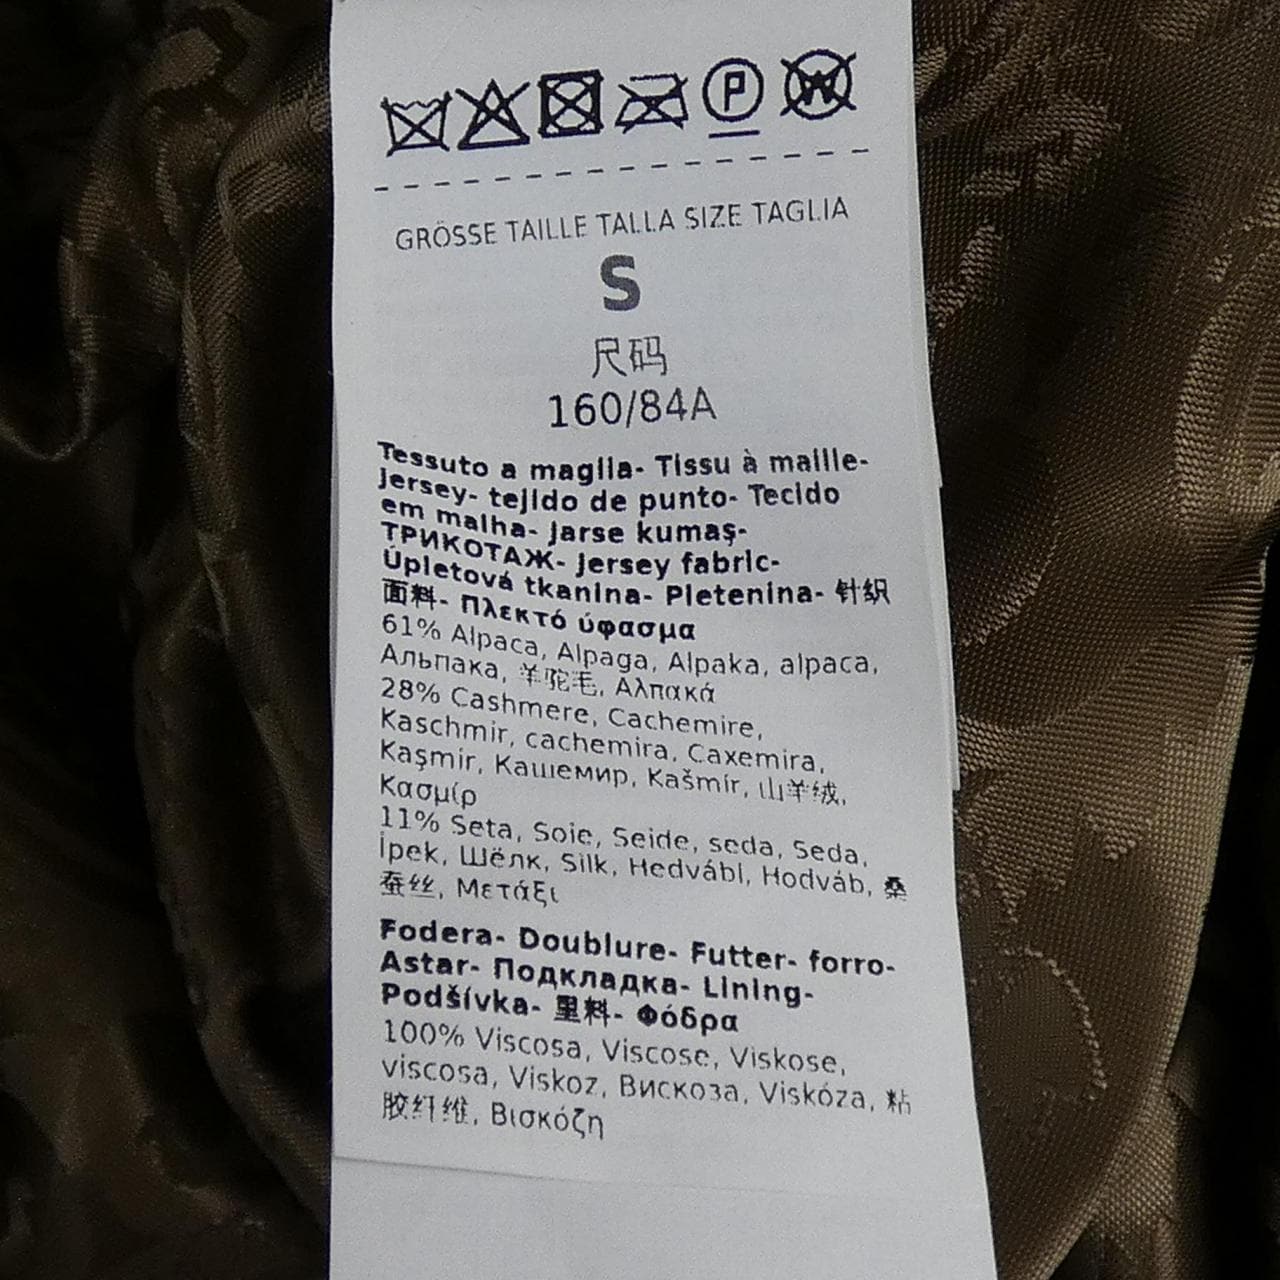 P W
GRÖSSE TAILLE TALLA SIZE TAGLIA
S
尺码
160/84A
Tessuto a maglia- Tissu à maille-
Jersey- tejido de punto- Tecido
em malha- Jarse kumaş-
ТРИКОТАЖ- Jersey fabric-
Úpletová tkanina- Pletenina- 针织
面料- Πλεκτό ύφασμα
61% Alpaca, Alpaga, Alpaka, alpaca,
Альпака, 羊驼毛, Αλπακά
28% Cashmere, Cachemire,
Kaschmir, cachemira, Caxemira,
Kaşmir, Кашемир, Kašmír, 山羊绒,
Κασμίρ
11% Seta, Soie, Seide, seda, Seda,
İpek, Шёлк, Silk, Hedvábí, Hodváb, 桑
蚕丝, Μετάξι
Fodera- Doublure- Futter- forro-
Astar- Подкладка- Lining-
Podšívka- 里料- Φόδρα
100% Viscosa, Viscose, Viskose,
viscosa, Viskoz, Вискоза, Viskóza, 粘
胶纤维, Βισκόζη